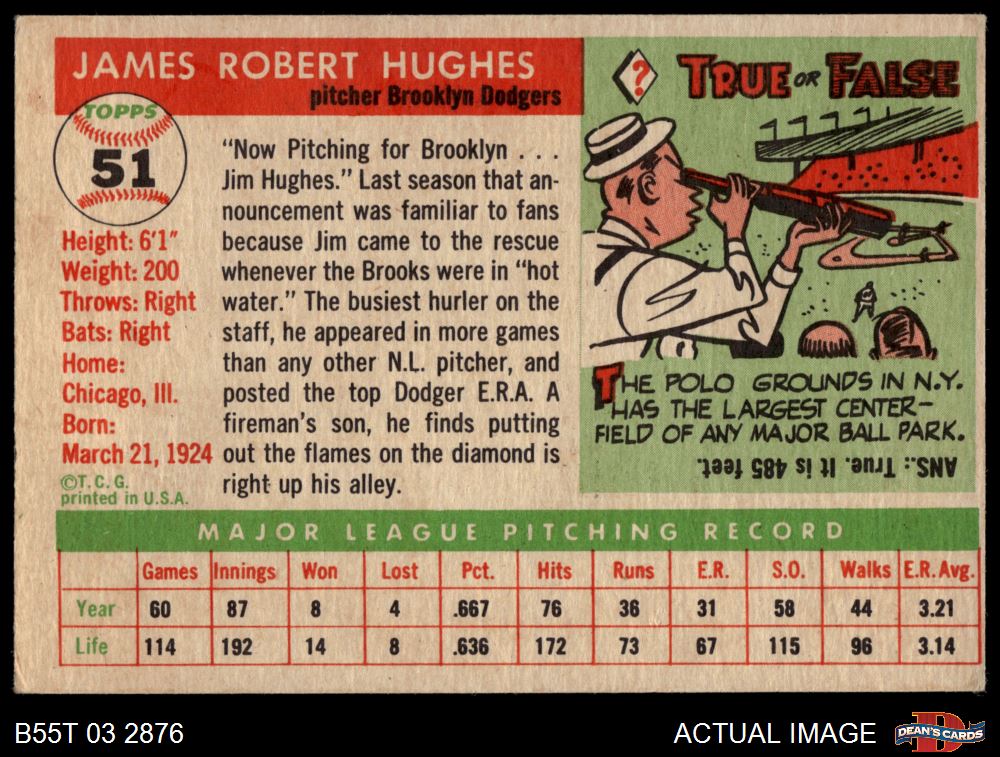 JAMES ROBERT HUGHES
pitcher Brooklyn Dodgers
TOPPS
51
Height: 6'1"
Weight: 200
Throws: Right
Bats: Right
Home:
Chicago, Ill.
Born:
March 21, 1924
©T. C. G.
printed in U.S.A.
"Now Pitching for Brooklyn . . .
Jim Hughes." Last season that an-
nouncement was familiar to fans
because Jim came to the rescue
whenever the Brooks were in "hot
water." The busiest hurler on the
staff, he appeared in more games
than any other N.L. pitcher, and
posted the top Dodger E.R.A. A
fireman's son, he finds putting
out the flames on the diamond is
right up his alley.
?
TRUE OR FALSE
THE POLO GROUNDS IN N.Y.
HAS THE LARGEST CENTER-
FIELD OF ANY MAJOR BALL PARK.
ANS.: True. It is 485 feet.
MAJOR LEAGUE PITCHING RECORD
Games Innings Won Lost Pct. Hits Runs E.R. S.O. Walks E.R.Avg.
Year 60 87 8 4 .667 76 36 31 58 44 3.21
Life 114 192 14 8 .636 172 73 67 115 96 3.14
B55T 03 2876
ACTUAL IMAGE
DEAN'S CARDS